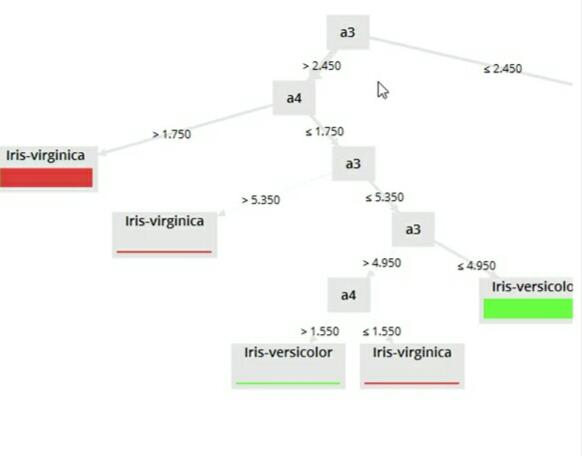 a3
> 2.450
≤ 2.450
a4
> 1.750
≤ 1.750
Iris-virginica
a3
> 5.350
≤ 5.350
Iris-virginica
a3
> 4.950
≤ 4.950
a4
Iris-versicolo
> 1.550
≤ 1.550
Iris-versicolor
Iris-virginica